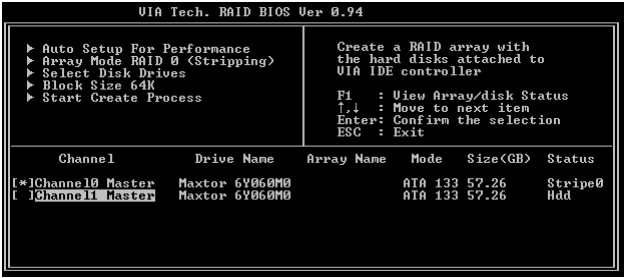 VIA Tech. RAID BIOS Ver 0.94
▶ Auto Setup For Performance
▶ Array Mode RAID 0 (Stripping)
▶ Select Disk Drives
▶ Block Size 64K
▶ Start Create Process
Create a RAID array with
the hard disks attached to
VIA IDE controller
F1 : View Array/disk Status
↑,↓ : Move to next item
Enter: Confirm the selection
ESC : Exit
Channel Drive Name Array Name Mode Size(GB) Status
[*]Channel0 Master Maxtor 6Y060M0 ATA 133 57.26 Stripe0
[ ]Channel1 Master Maxtor 6Y060M0 ATA 133 57.26 Hdd